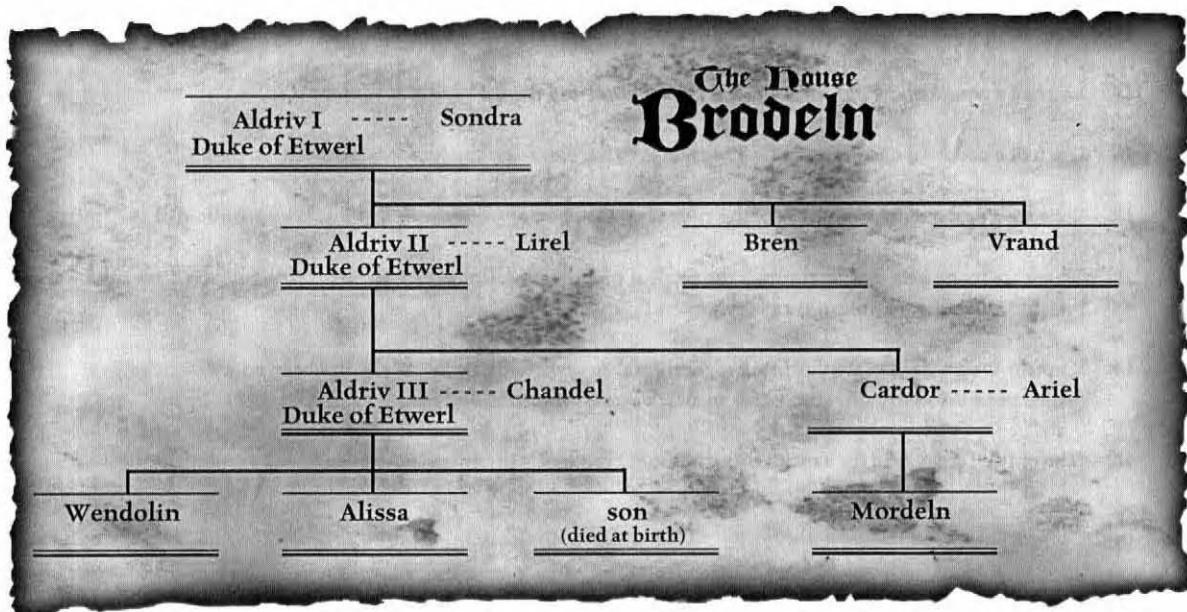 The House
Brodeln
Aldriv I ----- Sondra
Duke of Etwerl
Aldriv II ----- Lirel
Duke of Etwerl
Bren
Vrand
Aldriv III ----- Chandel
Duke of Etwerl
Cardor ----- Ariel
Wendolin
Alissa
son
(died at birth)
Mordeln